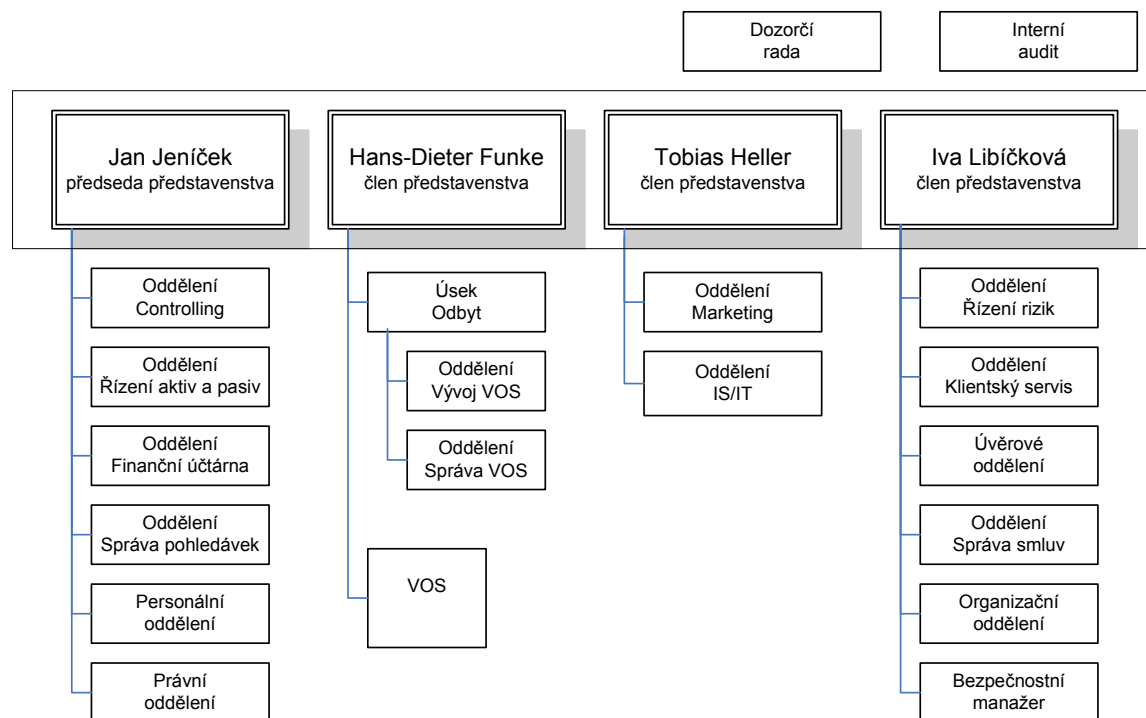 Dozorčí
rada
Interní
audit
Jan Jeníček
předseda představenstva
Hans-Dieter Funke
člen představenstva
Tobias Heller
člen představenstva
Iva Libíčková
člen představenstva
Oddělení
Controlling
Oddělení
Řízení aktiv a pasiv
Oddělení
Finanční účtárna
Oddělení
Správa pohledávek
Personální
oddělení
Právní
oddělení
Úsek
Odbyt
Oddělení
Vývoj VOS
Oddělení
Správa VOS
VOS
Oddělení
Marketing
Oddělení
IS/IT
Oddělení
Řízení rizik
Oddělení
Klientský servis
Úvěrové
oddělení
Oddělení
Správa smluv
Organizační
oddělení
Bezpečnostní
manažer